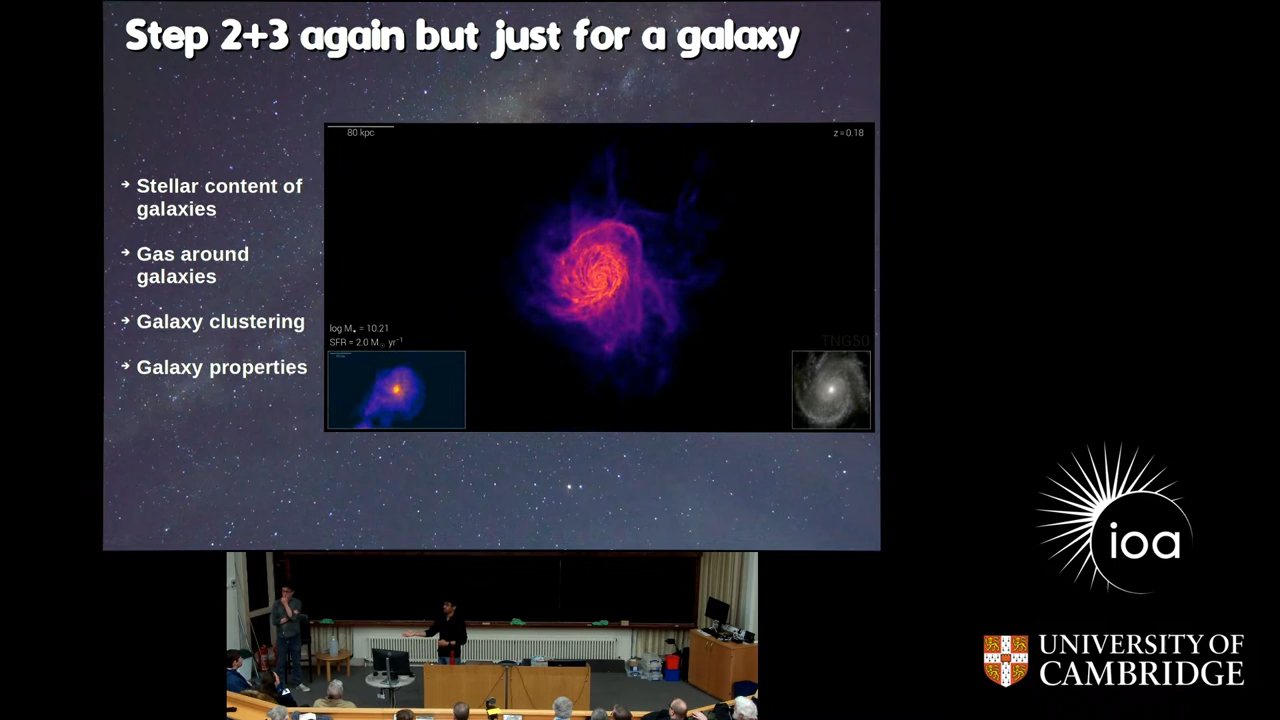 Step 2+3 again but just for a galaxy
80 kpc
z = 0.18
→ Stellar content of
galaxies
→ Gas around
galaxies
→ Galaxy clustering
→ Galaxy properties
log M⋆ = 10.21
SFR = 2.0 M☉ yr⁻¹
TNG50
ioa
UNIVERSITY OF
CAMBRIDGE